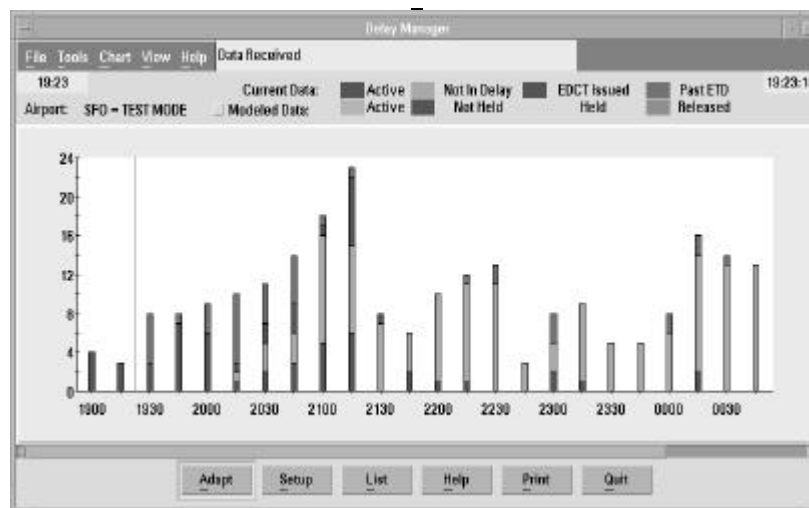 Delay Manager
File Tools Chart View Help Data Received
19:23 Current Data: Active Not In Delay EDCT Issued Past ETD 19:23:1
Airport: SFO - TEST MODE Modeled Data: Active Not Held Held Released
24
20
16
12
8
4
0
1900 1930 2000 2030 2100 2130 2200 2230 2300 2330 0000 0030
Adapt Setup List Help Print Quit